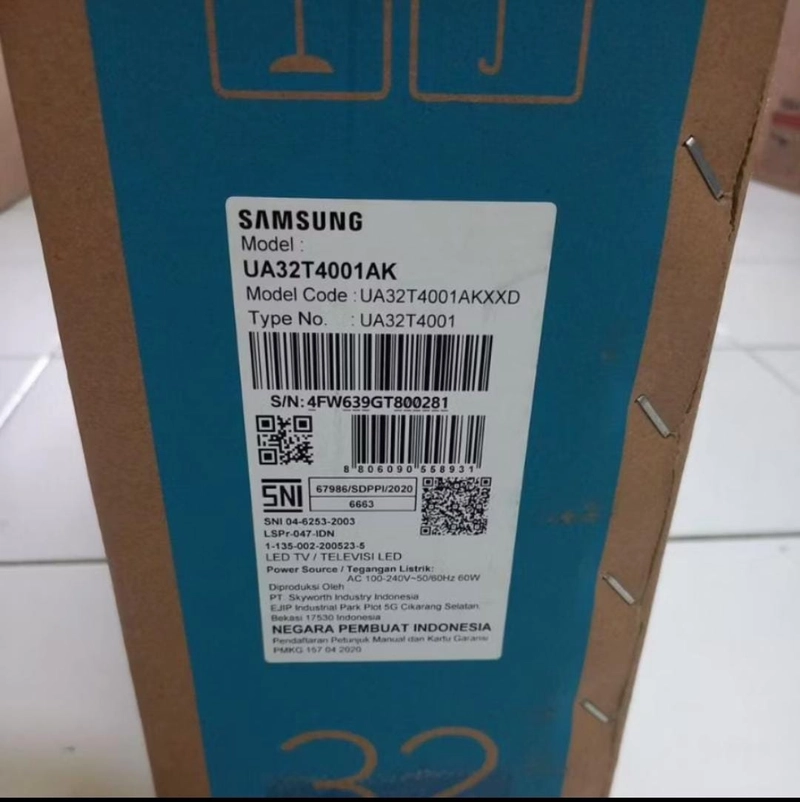 SAMSUNG
Model :
UA32T4001AK
Model Code : UA32T4001AKXXD
Type No. : UA32T4001
S/N: 4FW639GT800281
8 806090 558931
SNI 67986/SDPPI/2020
6663
SNI 04-6253-2003
LSPr-047-IDN
1-135-002-200523-5
LED TV / TELEVISI LED
Power Source / Tegangan Listrik:
AC 100-240V~50/60Hz 60W
Diproduksi Oleh
PT. Skyworth Industry Indonesia
EJIP Industrial Park Plot 5G Cikarang Selatan.
Bekasi 17530 Indonesia
NEGARA PEMBUAT INDONESIA
Pendaftaran Petunjuk Manual dan Kartu Garansi
PMKG 157 04 2020
32